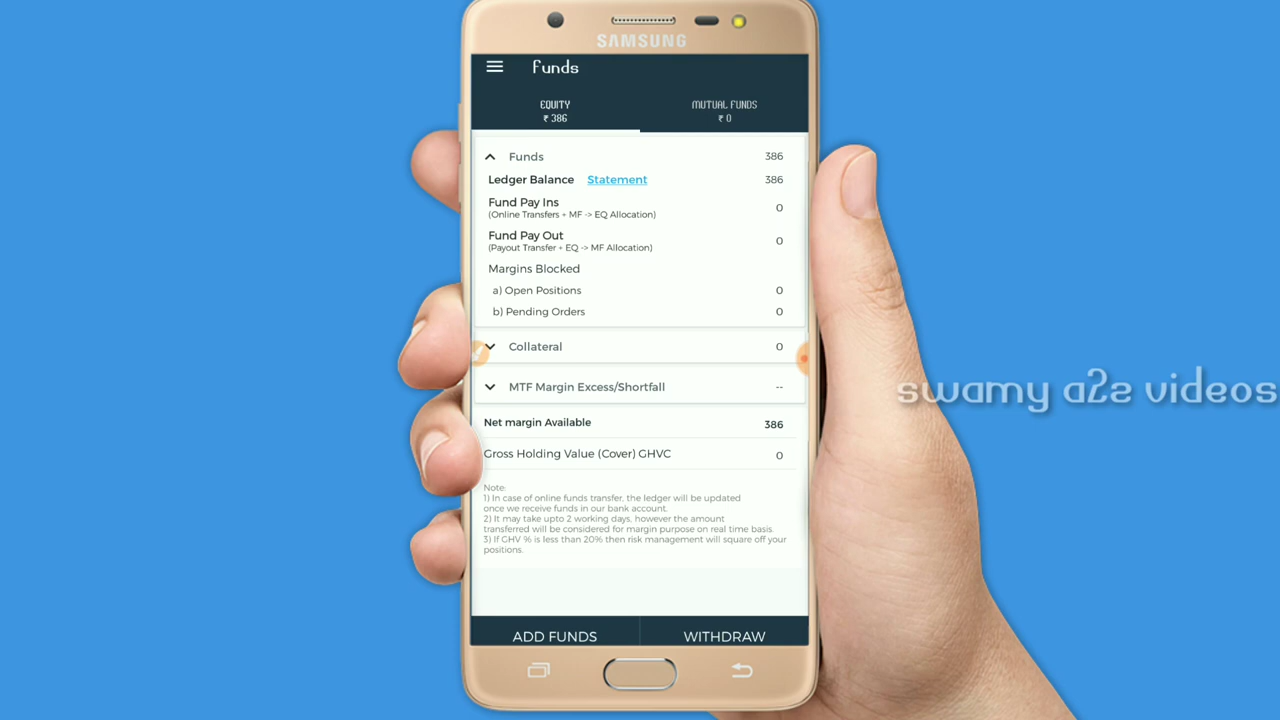 SAMSUNG
Funds
EQUITY
₹ 386
MUTUAL FUNDS
₹ 0
Funds 386
Ledger Balance Statement 386
Fund Pay Ins
(Online Transfers + MF -> EQ Allocation) 0
Fund Pay Out
(Payout Transfer + EQ -> MF Allocation) 0
Margins Blocked
a) Open Positions 0
b) Pending Orders 0
Collateral 0
MTF Margin Excess/Shortfall --
Net margin Available 386
Gross Holding Value (Cover) GHVC 0
Note:
1) In case of online funds transfer, the ledger will be updated
once we receive funds in our bank account.
2) It may take upto 2 working days, however the amount
transferred will be considered for margin purpose on real time basis.
3) If GHV % is less than 20% then risk management will square off your
positions.
ADD FUNDS WITHDRAW
swamy a2z videos